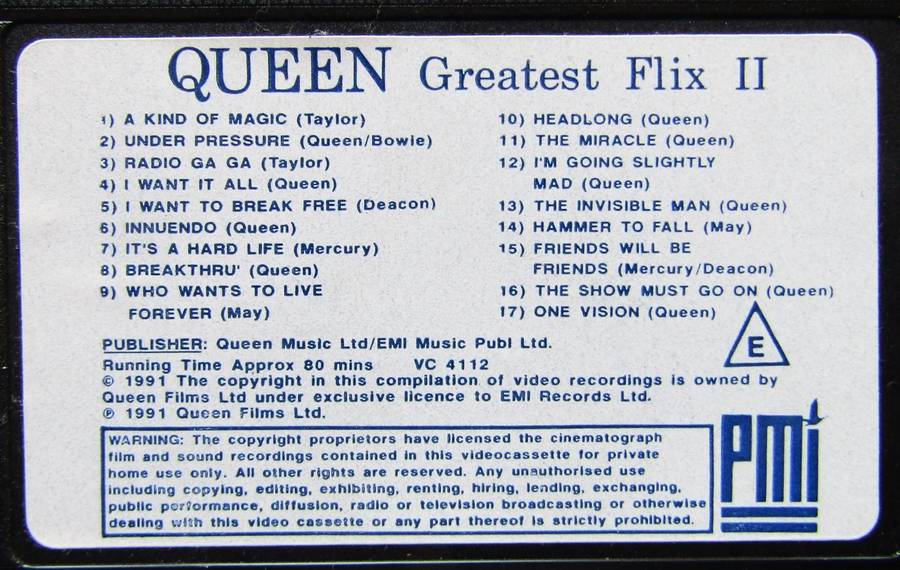 QUEEN Greatest Flix II
1) A KIND OF MAGIC (Taylor)
2) UNDER PRESSURE (Queen/Bowie)
3) RADIO GA GA (Taylor)
4) I WANT IT ALL (Queen)
5) I WANT TO BREAK FREE (Deacon)
6) INNUENDO (Queen)
7) IT'S A HARD LIFE (Mercury)
8) BREAKTHRU' (Queen)
9) WHO WANTS TO LIVE
FOREVER (May)
10) HEADLONG (Queen)
11) THE MIRACLE (Queen)
12) I'M GOING SLIGHTLY
MAD (Queen)
13) THE INVISIBLE MAN (Queen)
14) HAMMER TO FALL (May)
15) FRIENDS WILL BE
FRIENDS (Mercury/Deacon)
16) THE SHOW MUST GO ON (Queen)
17) ONE VISION (Queen)
E
PUBLISHER: Queen Music Ltd/EMI Music Publ Ltd.
Running Time Approx 80 mins VC 4112
© 1991 The copyright in this compilation of video recordings is owned by
Queen Films Ltd under exclusive licence to EMI Records Ltd.
℗ 1991 Queen Films Ltd.
WARNING: The copyright proprietors have licensed the cinematograph
film and sound recordings contained in this videocassette for private
home use only. All other rights are reserved. Any unauthorised use
including copying, editing, exhibiting, renting, hiring, lending, exchanging,
public performance, diffusion, radio or television broadcasting or otherwise
dealing with this video cassette or any part thereof is strictly prohibited.
PMI